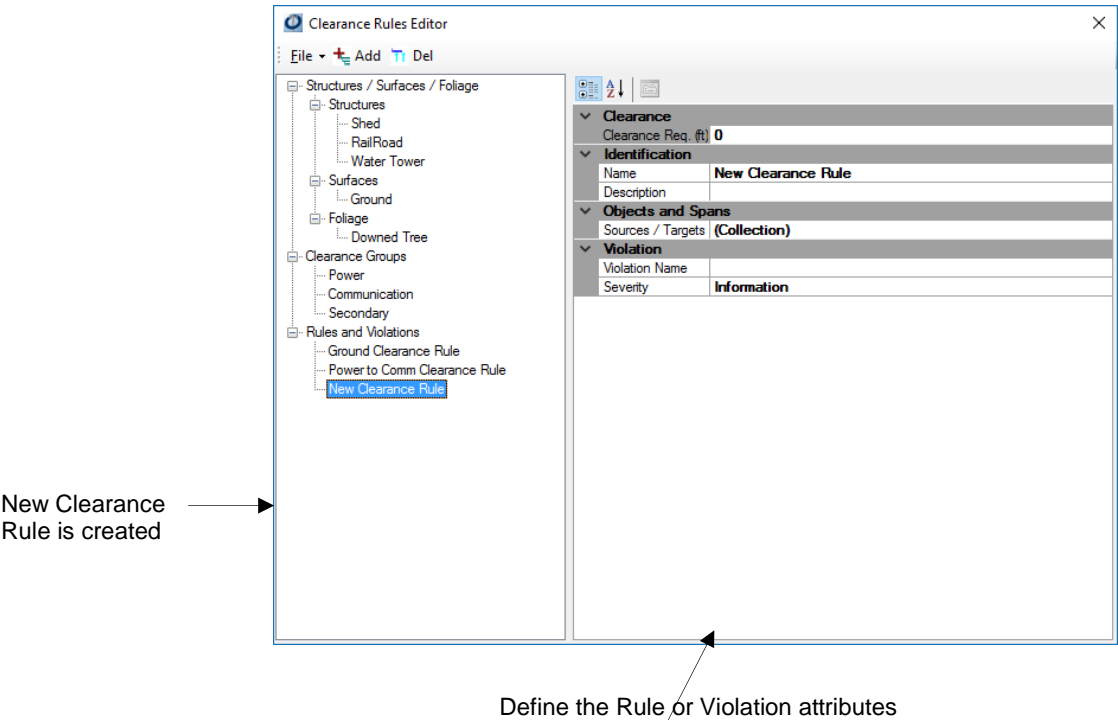 Clearance Rules Editor
File Add Del
Structures / Surfaces / Foliage
Structures
Shed
RailRoad
Water Tower
Surfaces
Ground
Foliage
Downed Tree
Clearance Groups
Power
Communication
Secondary
Rules and Violations
Ground Clearance Rule
Power to Comm Clearance Rule
New Clearance Rule
Clearance
Clearance Req. (ft) 0
Identification
Name New Clearance Rule
Description
Objects and Spans
Sources / Targets (Collection)
Violation
Violation Name
Severity Information
New Clearance
Rule is created
Define the Rule or Violation attributes